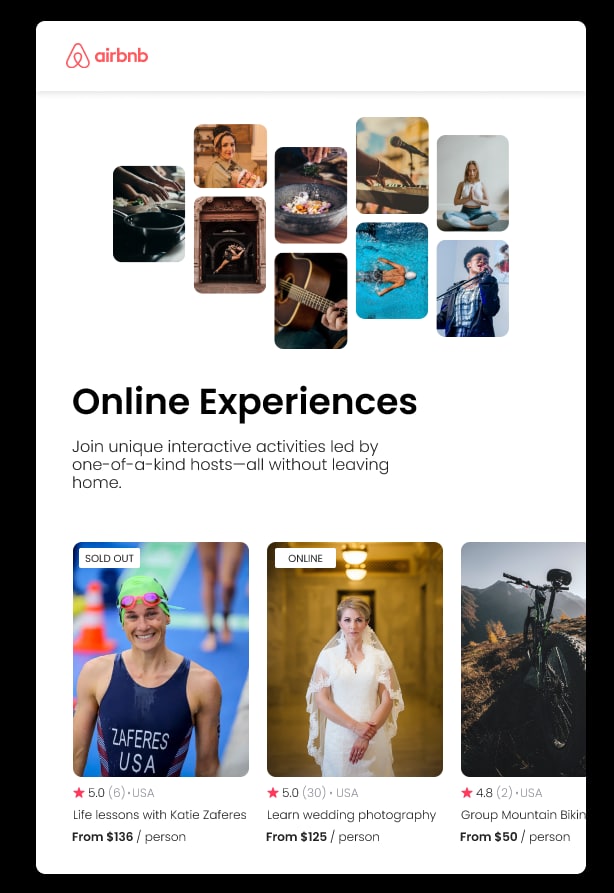 airbnb
Online Experiences
Join unique interactive activities led by
one-of-a-kind hosts—all without leaving
home.
SOLD OUT
ZAFERES
USA
5.0 (6) • USA
Life lessons with Katie Zaferes
From $136 / person
ONLINE
5.0 (30) • USA
Learn wedding photography
From $125 / person
4.8 (2) • USA
Group Mountain Bikin
From $50 / person